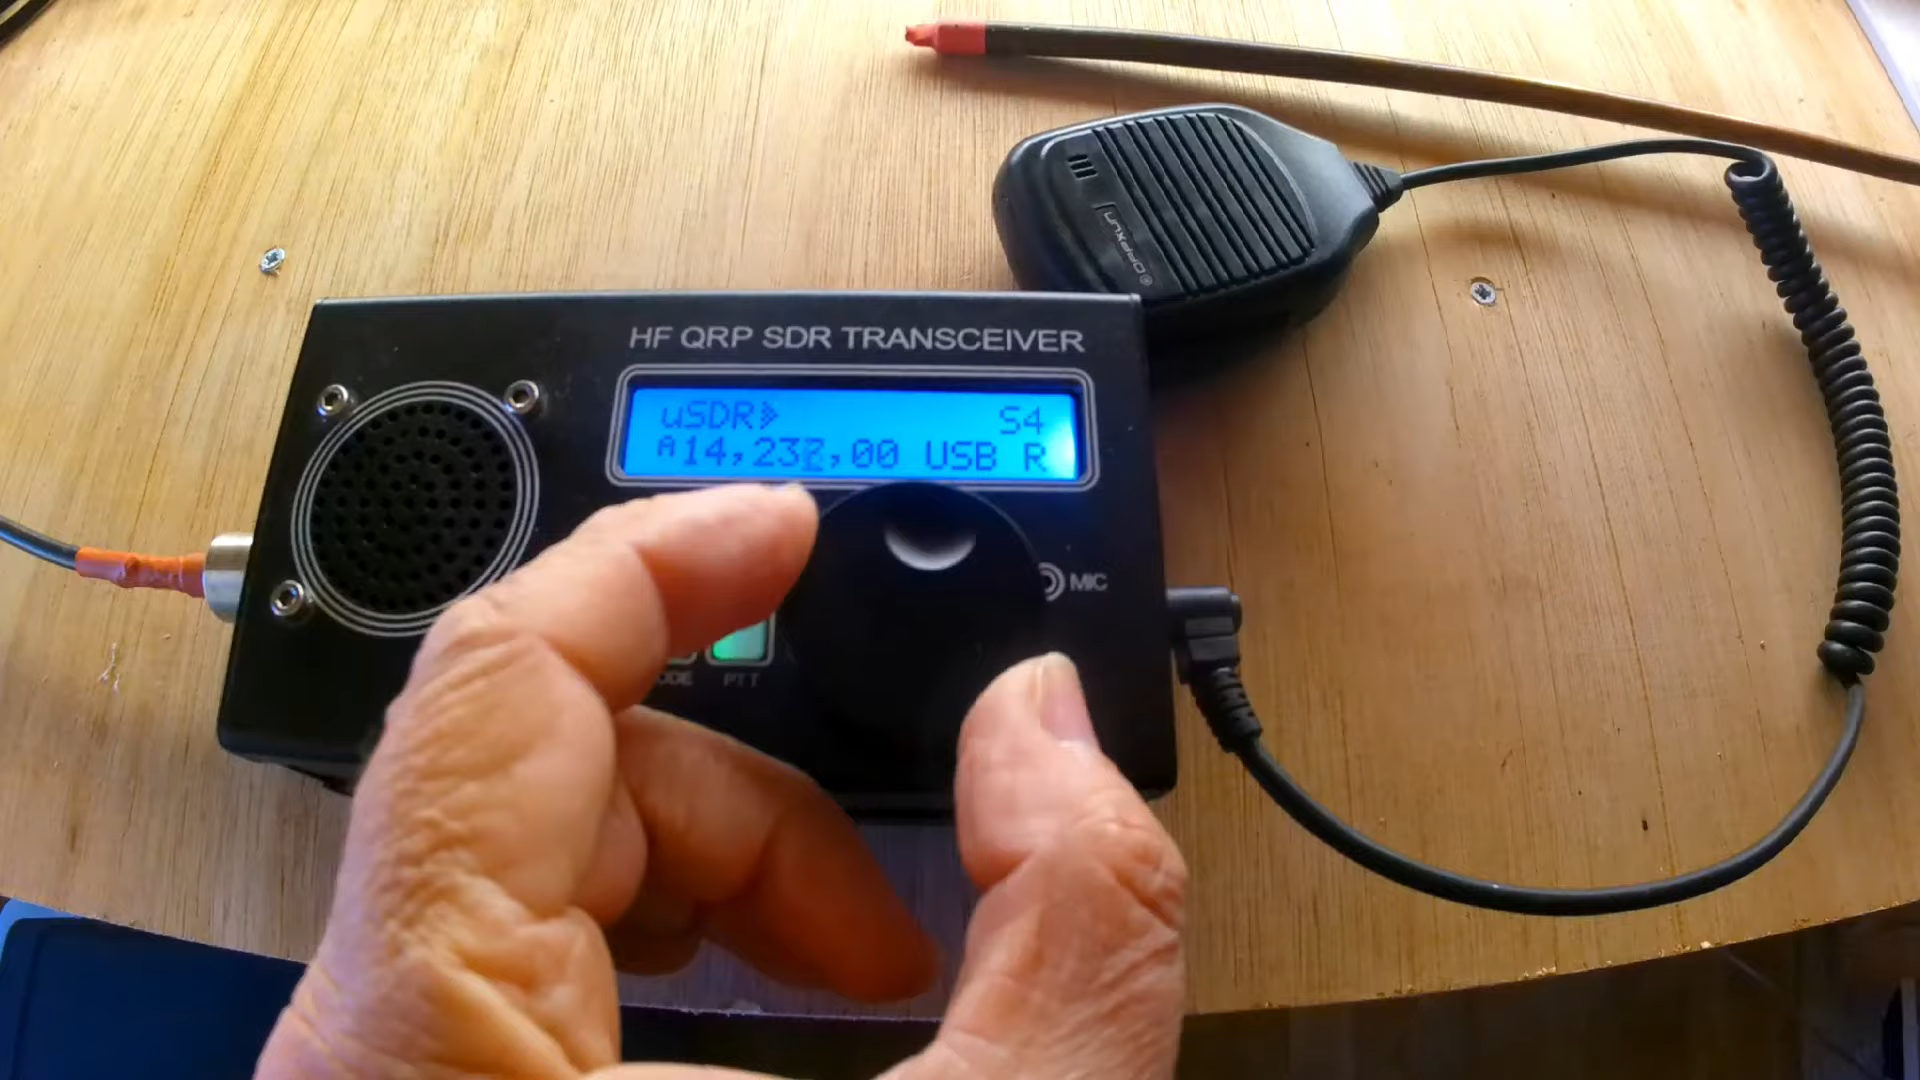 HF QRP SDR TRANSCEIVER
uSDR S4
A14,23 ,00 USB R
MIC
PTT